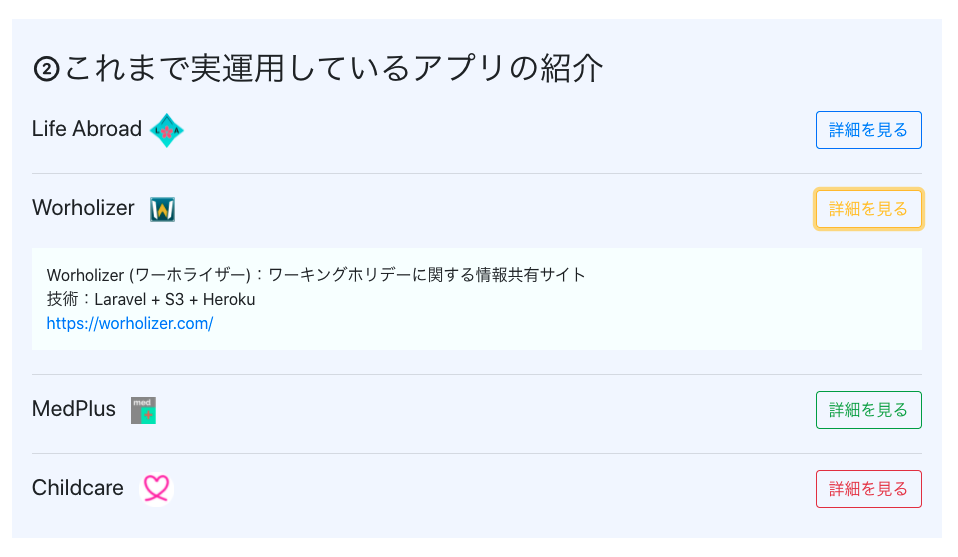 ②これまで実運用しているアプリの紹介
Life Abroad L A 詳細を見る
Worholizer W 詳細を見る
Worholizer (ワーホライザー)：ワーキングホリデーに関する情報共有サイト
技術：Laravel + S3 + Heroku
https://worholizer.com/
MedPlus med 詳細を見る
Childcare 詳細を見る